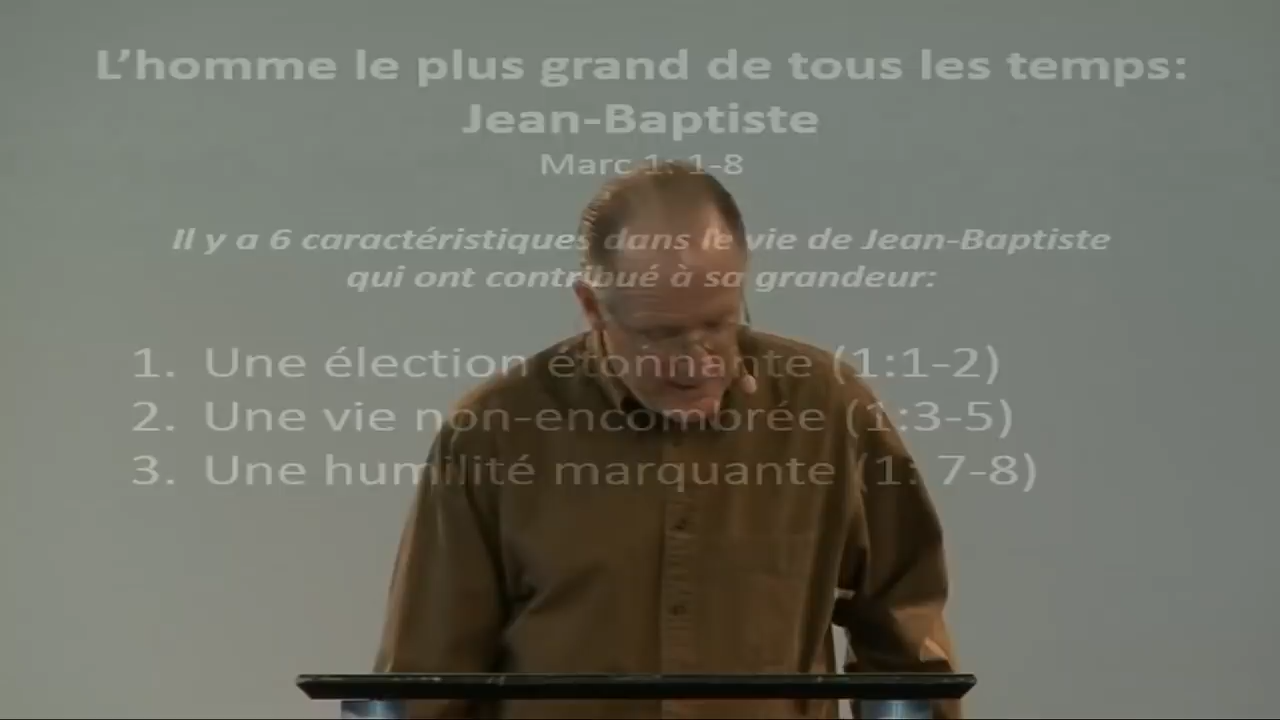 L'homme le plus grand de tous les temps:
Jean-Baptiste
Marc 1: 1-8
Il y a 6 caractéristiques dans le vie de Jean-Baptiste
qui ont contribué à sa grandeur:
1. Une élection étonnante (1:1-2)
2. Une vie non-encombrée (1:3-5)
3. Une humilité marquante (1: 7-8)